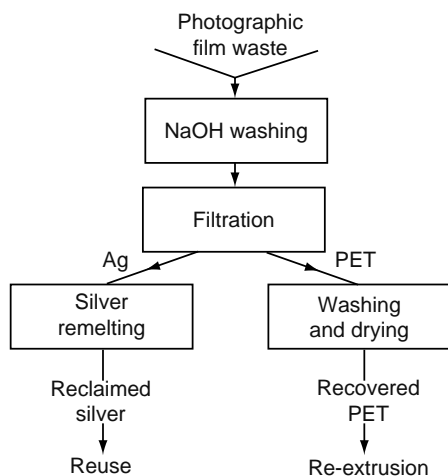 Photographic
film waste
NaOH washing
Filtration
Ag
PET
Silver
remelting
Washing
and drying
Reclaimed
silver
Recovered
PET
Reuse
Re-extrusion